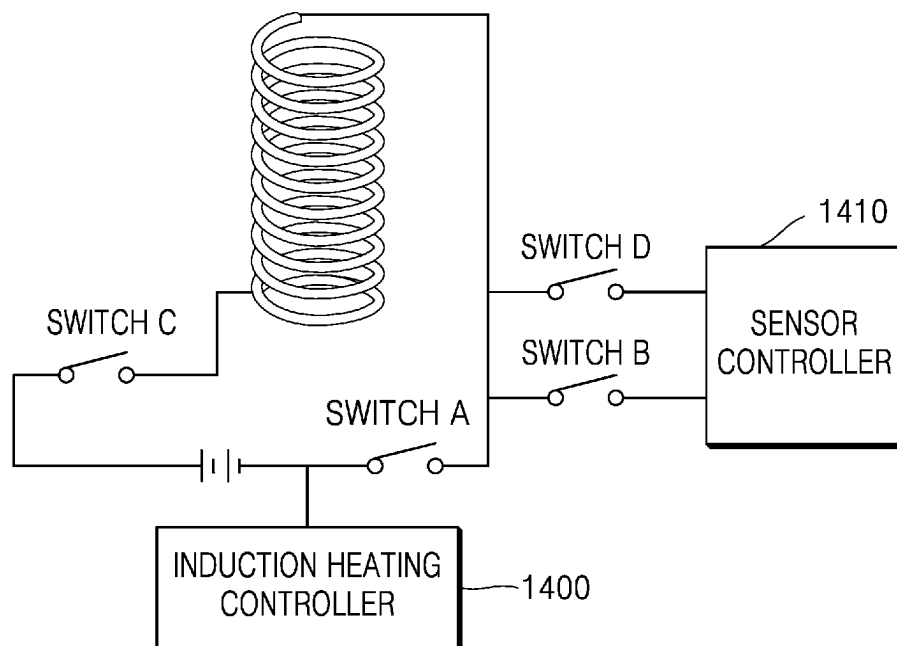 1410
SWITCH D
SWITCH C
SWITCH B
SENSOR
CONTROLLER
SWITCH A
INDUCTION HEATING
CONTROLLER
1400